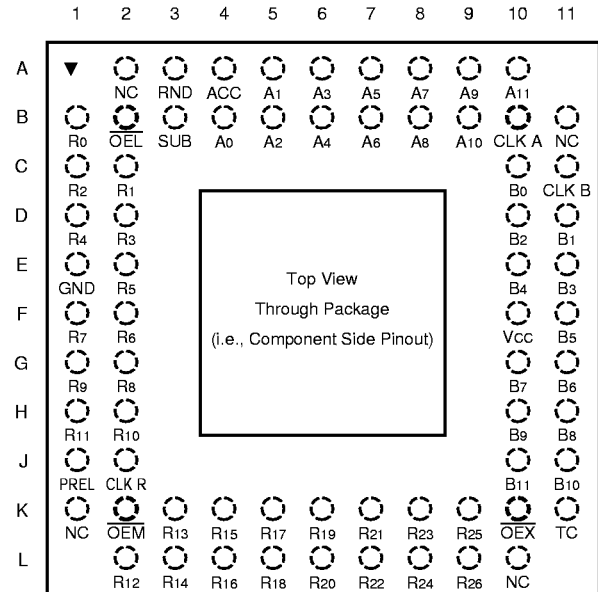 1 2 3 4 5 6 7 8 9 10 11
A
NC RND ACC A1 A3 A5 A7 A9 A11
B
R0 OEL SUB A0 A2 A4 A6 A8 A10 CLK A NC
C
R2 R1 B0 CLK B
D
R4 R3 B2 B1
E
GND R5 B4 B3
F
R7 R6 VCC B5
G
R9 R8 B7 B6
H
R11 R10 B9 B8
J
PREL CLK R B11 B10
K
NC OEM R13 R15 R17 R19 R21 R23 R25 OEX TC
L
R12 R14 R16 R18 R20 R22 R24 R26 NC
Top View
Through Package
(i.e., Component Side Pinout)